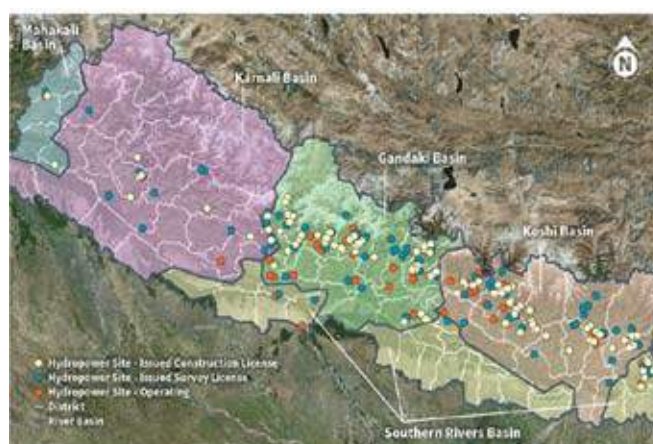 Mahakali
Basin
Karnali Basin
N
Gandaki Basin
Koshi Basin
Hydropower Site - Issued Construction License
Hydropower Site - Issued Survey License
Hydropower Site - Operating
District
River Basin
Southern Rivers Basin